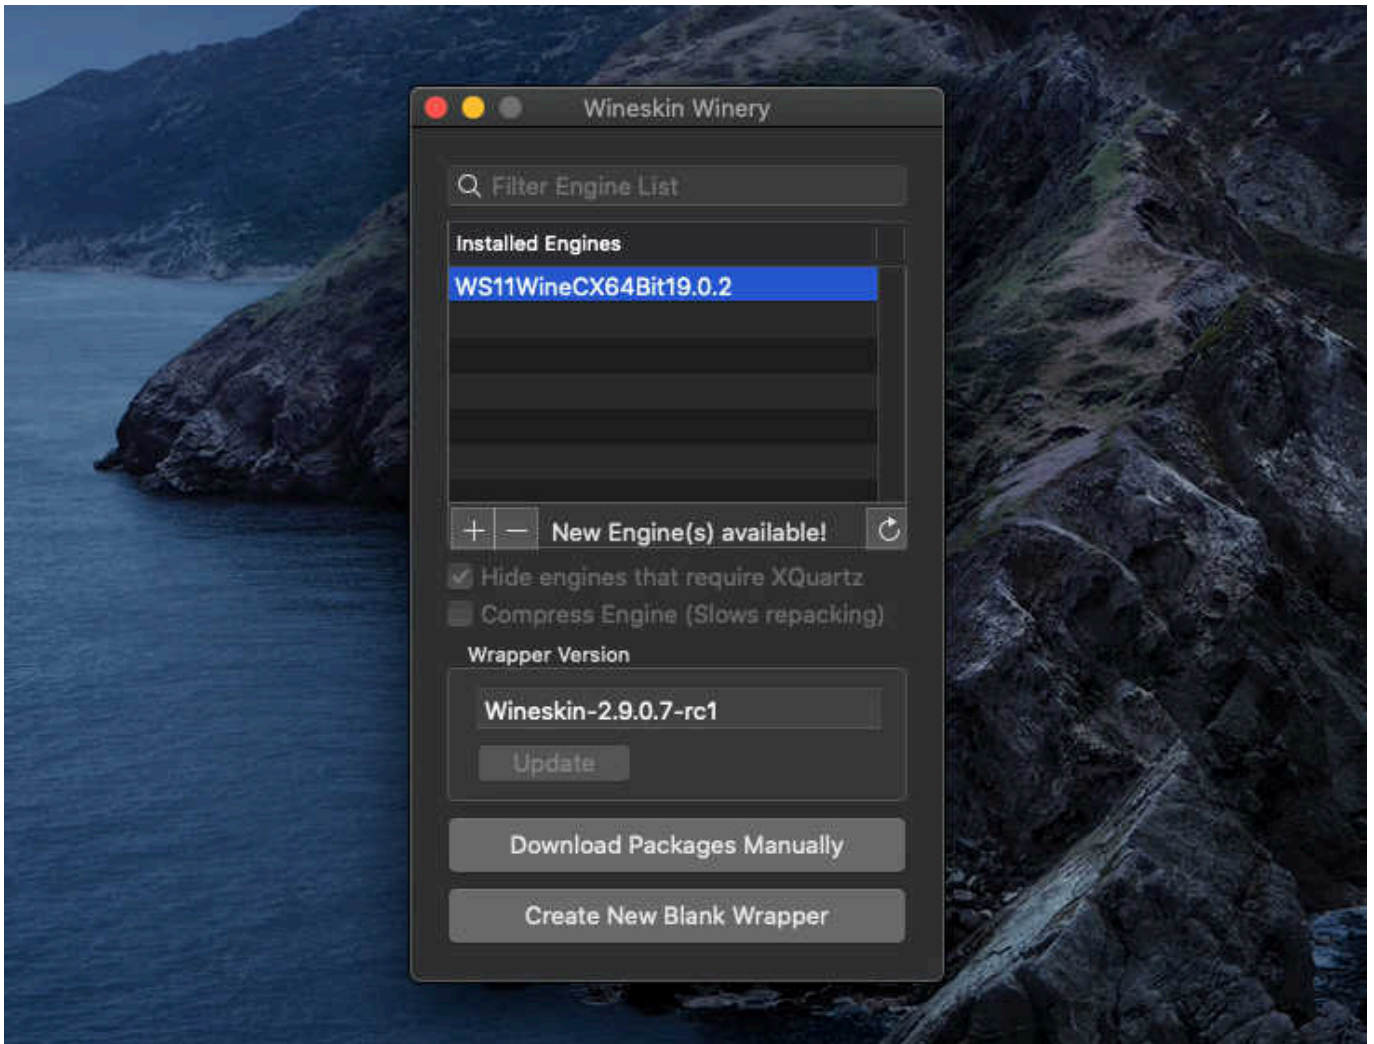 Wineskin Winery
Filter Engine List
Installed Engines
WS11WineCX64Bit19.0.2
New Engine(s) available!
Hide engines that require XQuartz
Compress Engine (Slows repacking)
Wrapper Version
Wineskin-2.9.0.7-rc1
Update
Download Packages Manually
Create New Blank Wrapper